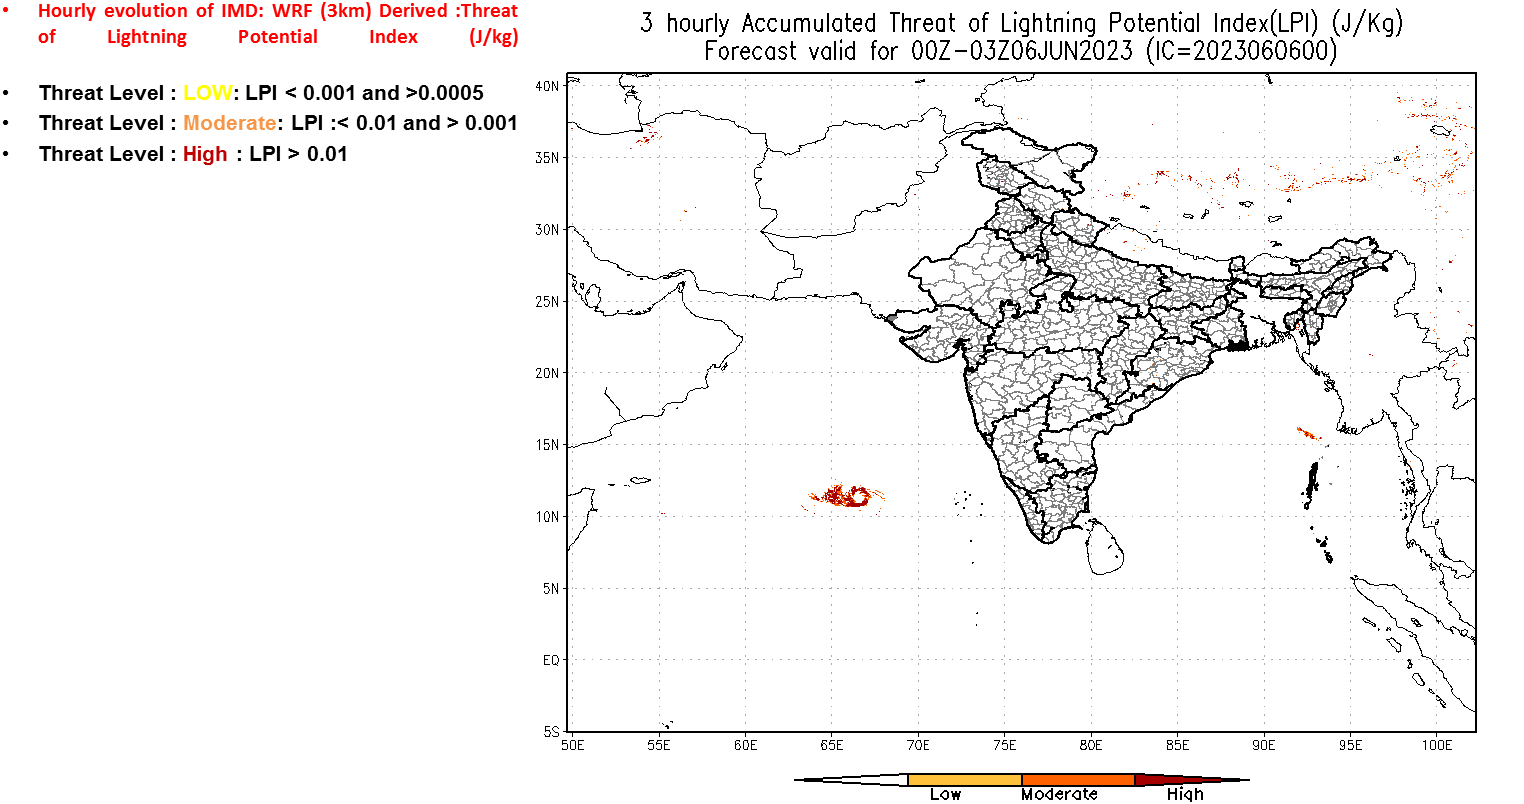 • Hourly evolution of IMD: WRF (3km) Derived :Threat
of Lightning Potential Index (J/kg)
• Threat Level : LOW: LPI < 0.001 and >0.0005
• Threat Level : Moderate: LPI :< 0.01 and > 0.001
• Threat Level : High : LPI > 0.01
3 hourly Accumulated Threat of Lightning Potential Index(LPI) (J/Kg)
Forecast valid for 00Z-03Z06JUN2023 (IC=2023060600)
40N
35N
30N
25N
20N
15N
10N
5N
EQ
5S
50E 55E 60E 65E 70E 75E 80E 85E 90E 95E 100E
Low Moderate High